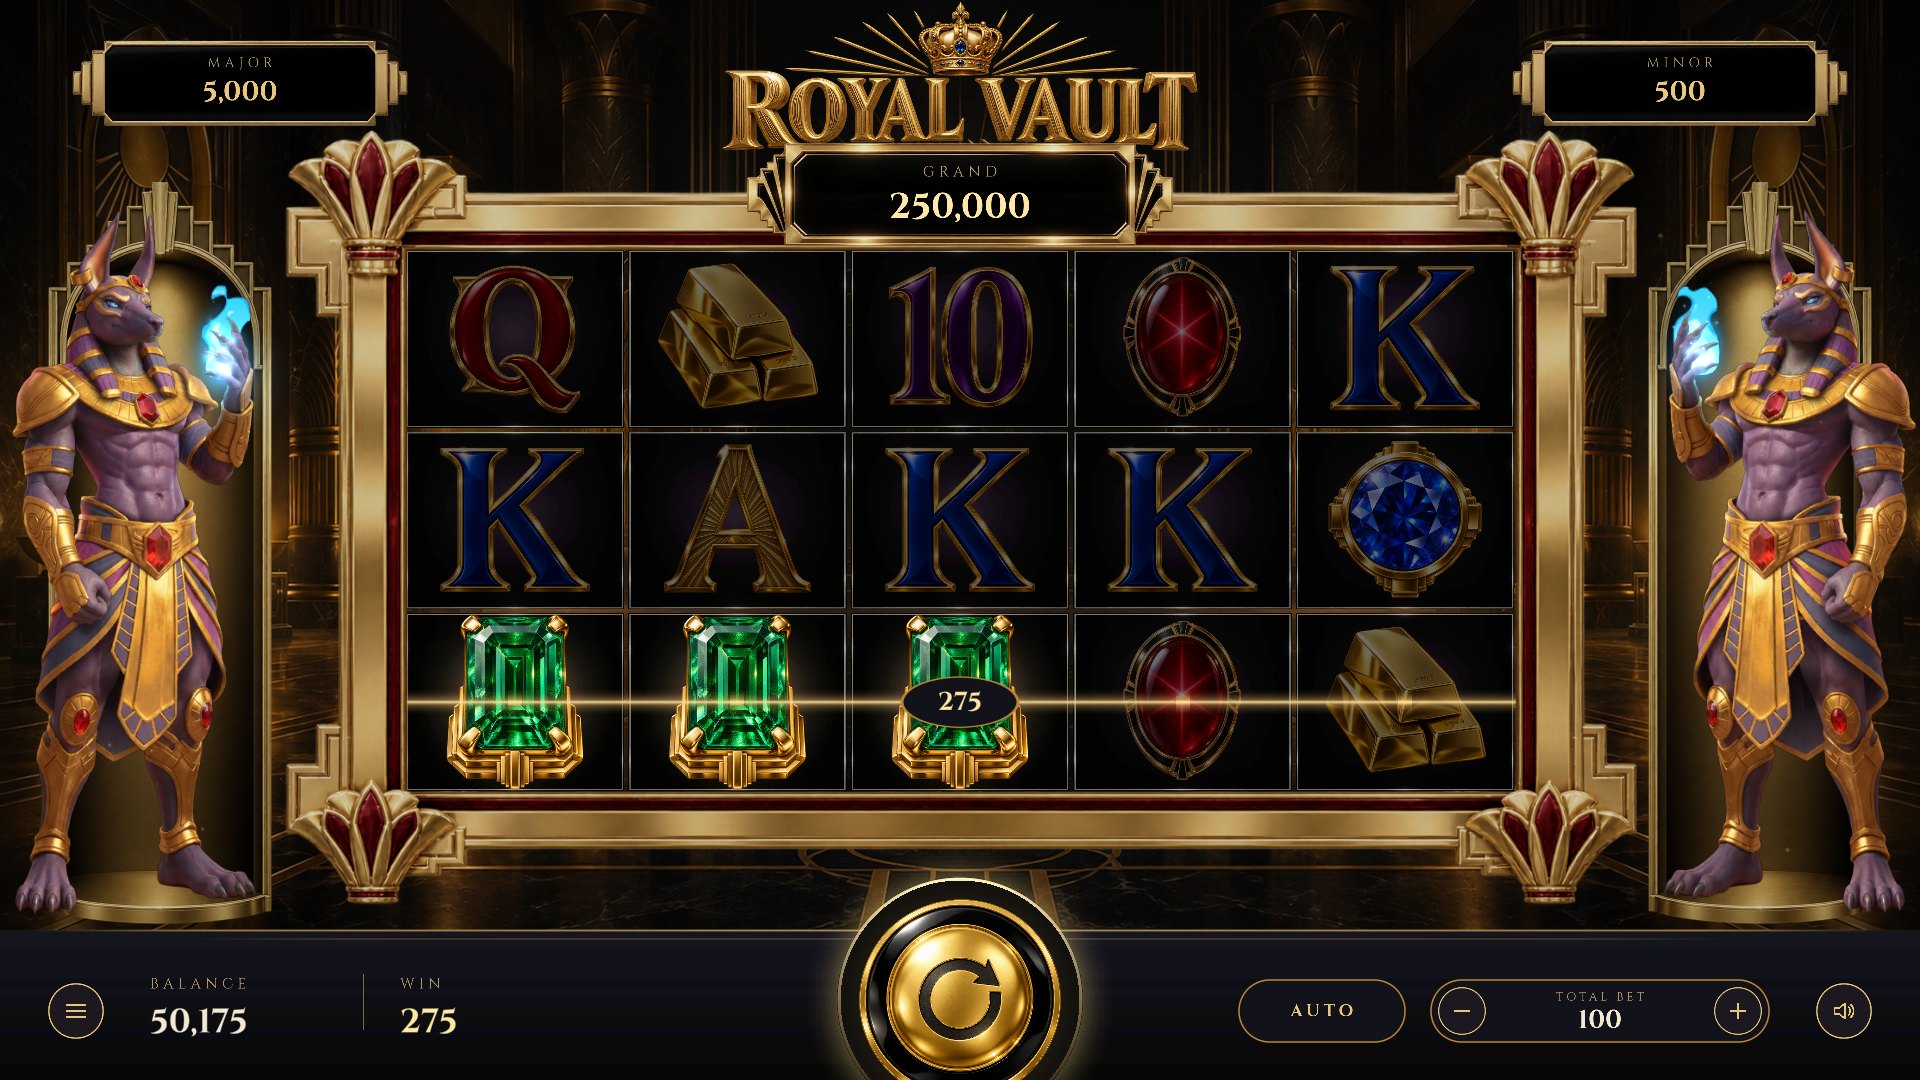 MAJOR
5,000
ROYAL VAULT
MINOR
500
GRAND
250,000
Q
10
K
K
A
K
K
275
BALANCE
50,175
WIN
275
AUTO
TOTAL BET
100